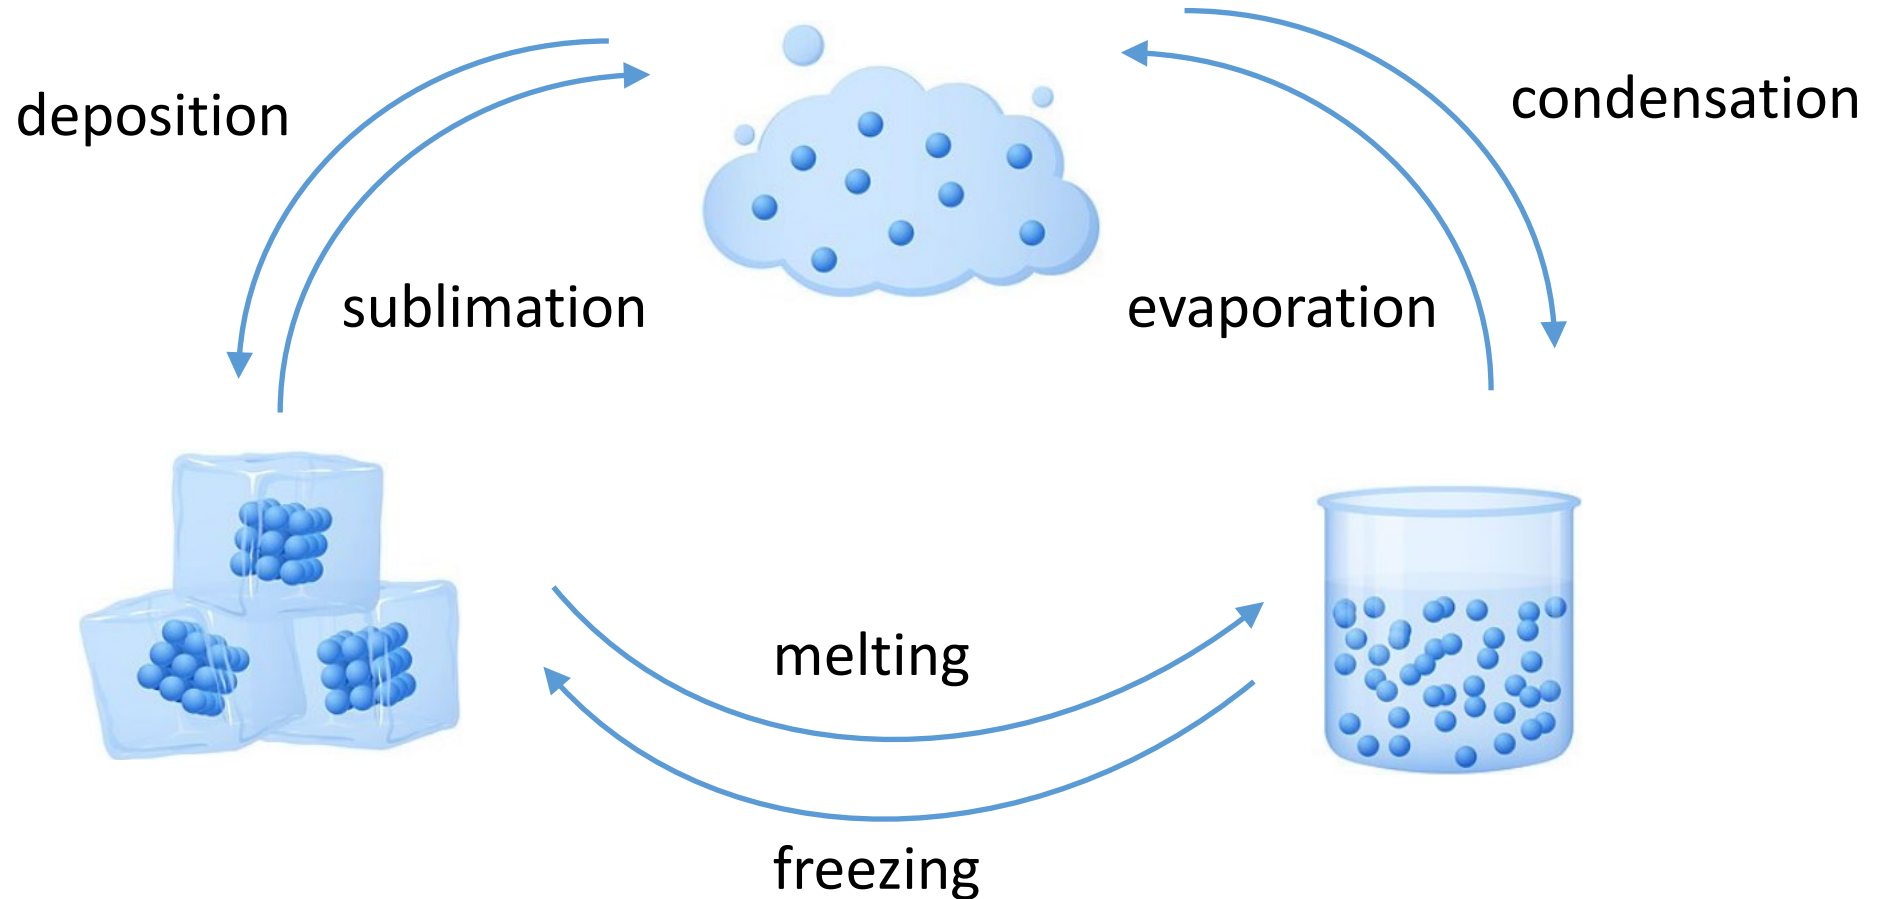 deposition
condensation
sublimation
evaporation
melting
freezing